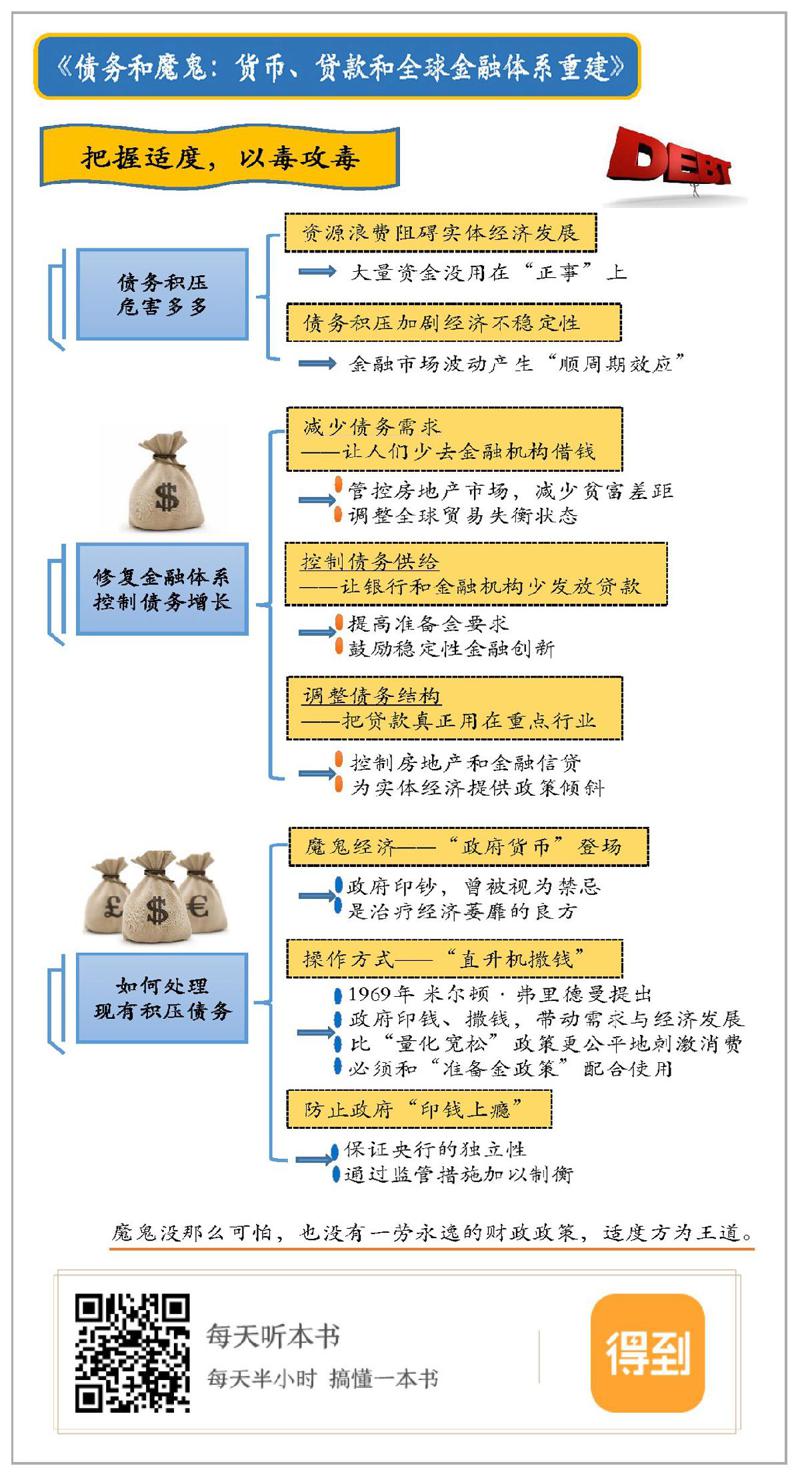 《债务和魔鬼：货币、贷款和全球金融体系重建》
把握适度，以毒攻毒
DEBT
债务积压
危害多多
资源浪费阻碍实体经济发展
大量资金没用在“正事”上
债务积压加剧经济不稳定性
金融市场波动产生“顺周期效应”
$
修复金融体系
控制债务增长
减少债务需求
——让人们少去金融机构借钱
管控房地产市场，减少贫富差距
调整全球贸易失衡状态
控制债务供给
——让银行和金融机构少发放贷款
提高准备金要求
鼓励稳定性金融创新
调整债务结构
——把贷款真正用在重点行业
控制房地产和金融信贷
为实体经济提供政策倾斜
£ $ €
如何处理
现有积压债务
魔鬼经济——“政府货币”登场
政府印钞，曾被视为禁忌
是治疗经济萎靡的良方
操作方式——“直升机撒钱”
1969年 米尔顿·弗里德曼提出
政府印钱、撒钱，带动需求与经济发展
比“量化宽松”政策更公平地刺激消费
必须和“准备金政策”配合使用
防止政府“印钱上瘾”
保证央行的独立性
通过监管措施加以制衡
魔鬼没那么可怕，也没有一劳永逸的财政政策，适度方为王道。
每天听本书
每天半小时 搞懂一本书
得到